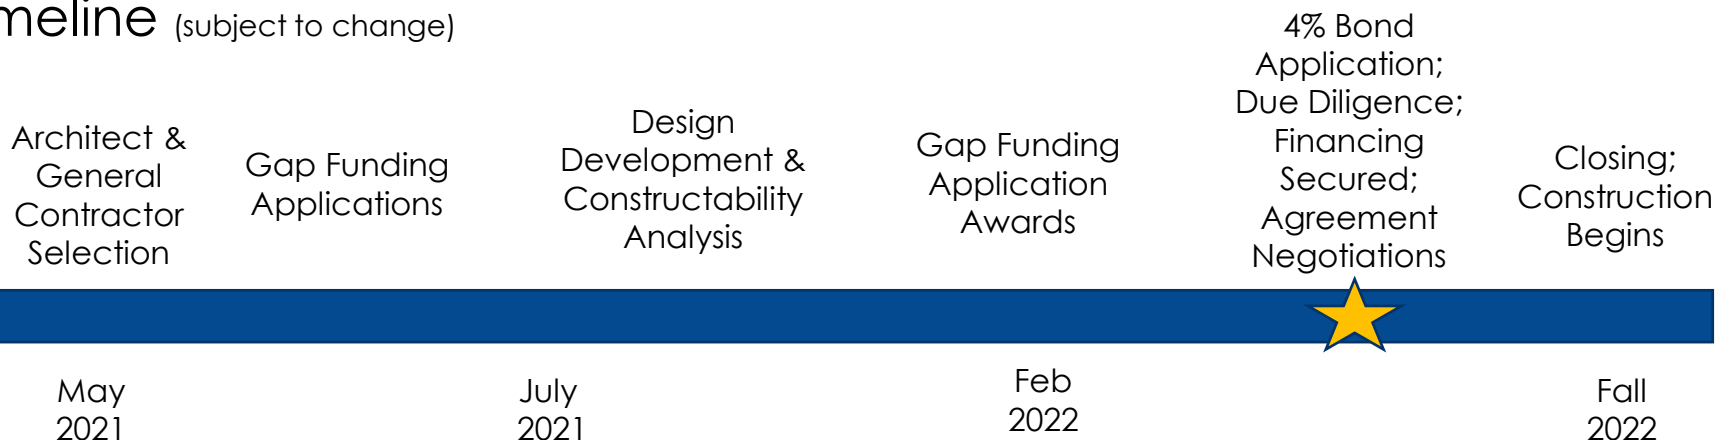 meline (subject to change)
Architect &
General
Contractor
Selection
Gap Funding
Applications
Design
Development &
Constructability
Analysis
Gap Funding
Application
Awards
4% Bond
Application;
Due Diligence;
Financing
Secured;
Agreement
Negotiations
Closing;
Construction
Begins
May
2021
July
2021
Feb
2022
Fall
2022